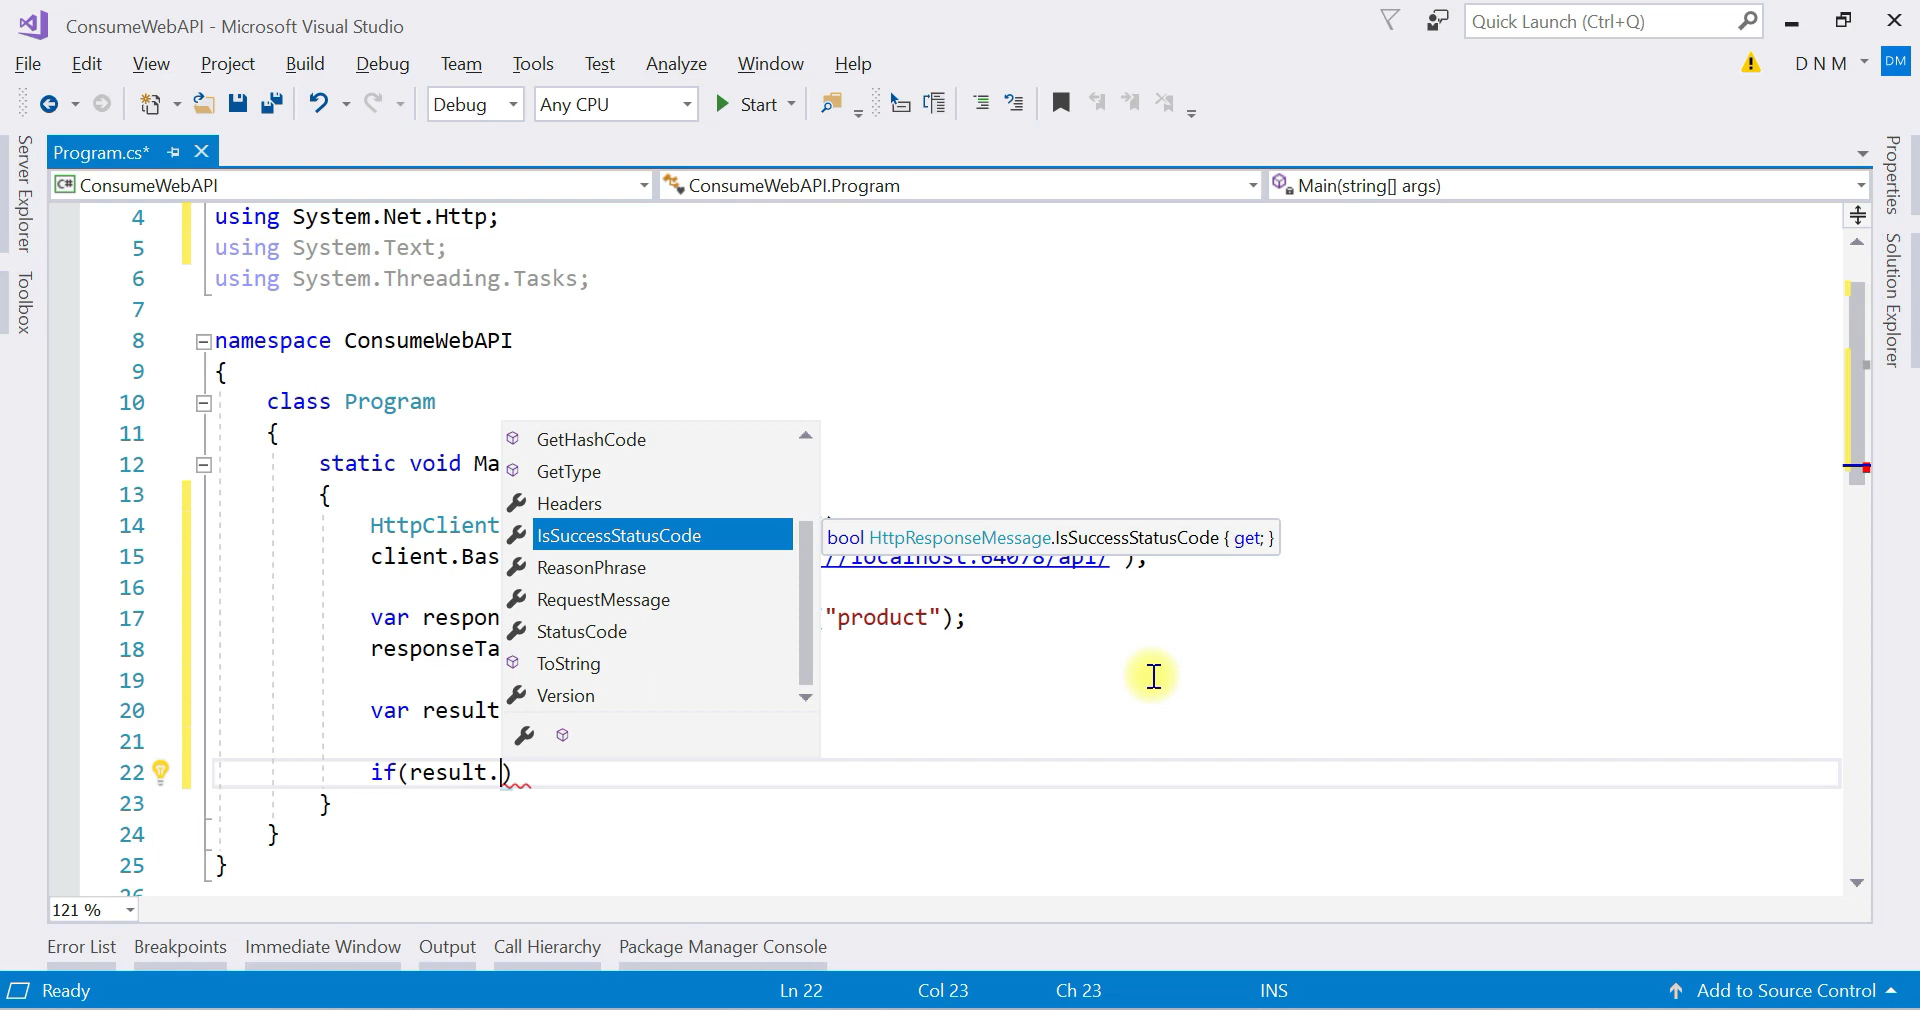 ConsumeWebAPI - Microsoft Visual Studio
Quick Launch (Ctrl+Q)
File Edit View Project Build Debug Team Tools Test Analyze Window Help
D N M DM
Debug Any CPU Start
Server Explorer
Toolbox
Program.cs*
Properties
Solution Explorer
C# ConsumeWebAPI ConsumeWebAPI.Program Main(string[] args)
4 using System.Net.Http;
5 using System.Text;
6 using System.Threading.Tasks;
7
8 namespace ConsumeWebAPI
9 {
10 class Program
11 {
12 static void Ma
13 {
14 HttpClient
15 client.Bas //localhost:64078/api/");
16
17 var respon ("product");
18 responseTa
19
20 var result
21
22 if(result.)
23 }
24 }
25 }
26
GetHashCode
GetType
Headers
IsSuccessStatusCode
ReasonPhrase
RequestMessage
StatusCode
ToString
Version
bool HttpResponseMessage.IsSuccessStatusCode { get; }
121 %
Error List Breakpoints Immediate Window Output Call Hierarchy Package Manager Console
Ready Ln 22 Col 23 Ch 23 INS Add to Source Control